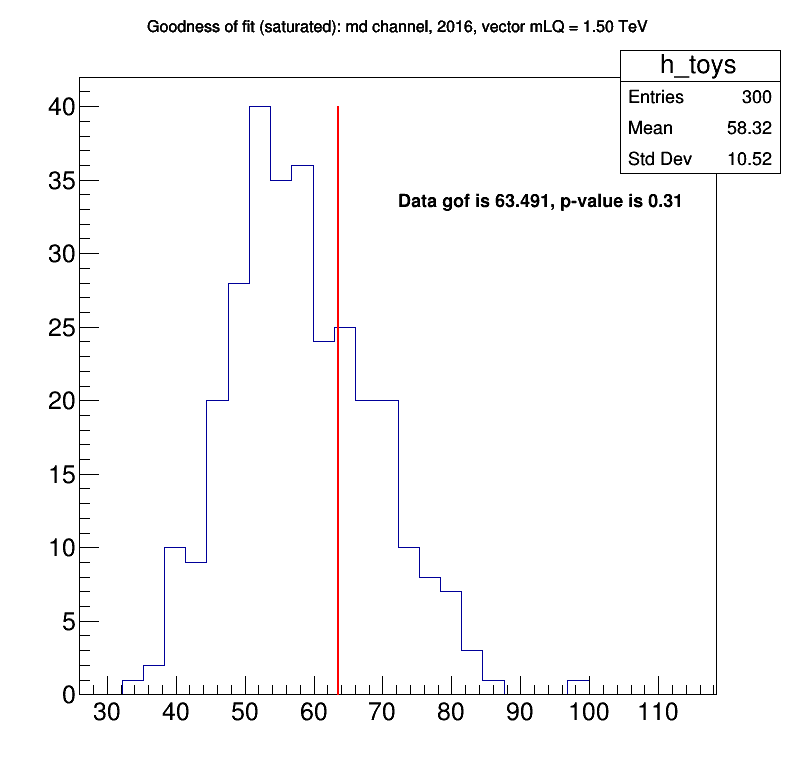 Goodness of fit (saturated): md channel, 2016, vector mLQ = 1.50 TeV
h_toys
Entries 300
Mean 58.32
Std Dev 10.52
Data gof is 63.491, p-value is 0.31
40
35
30
25
20
15
10
5
0
30 40 50 60 70 80 90 100 110